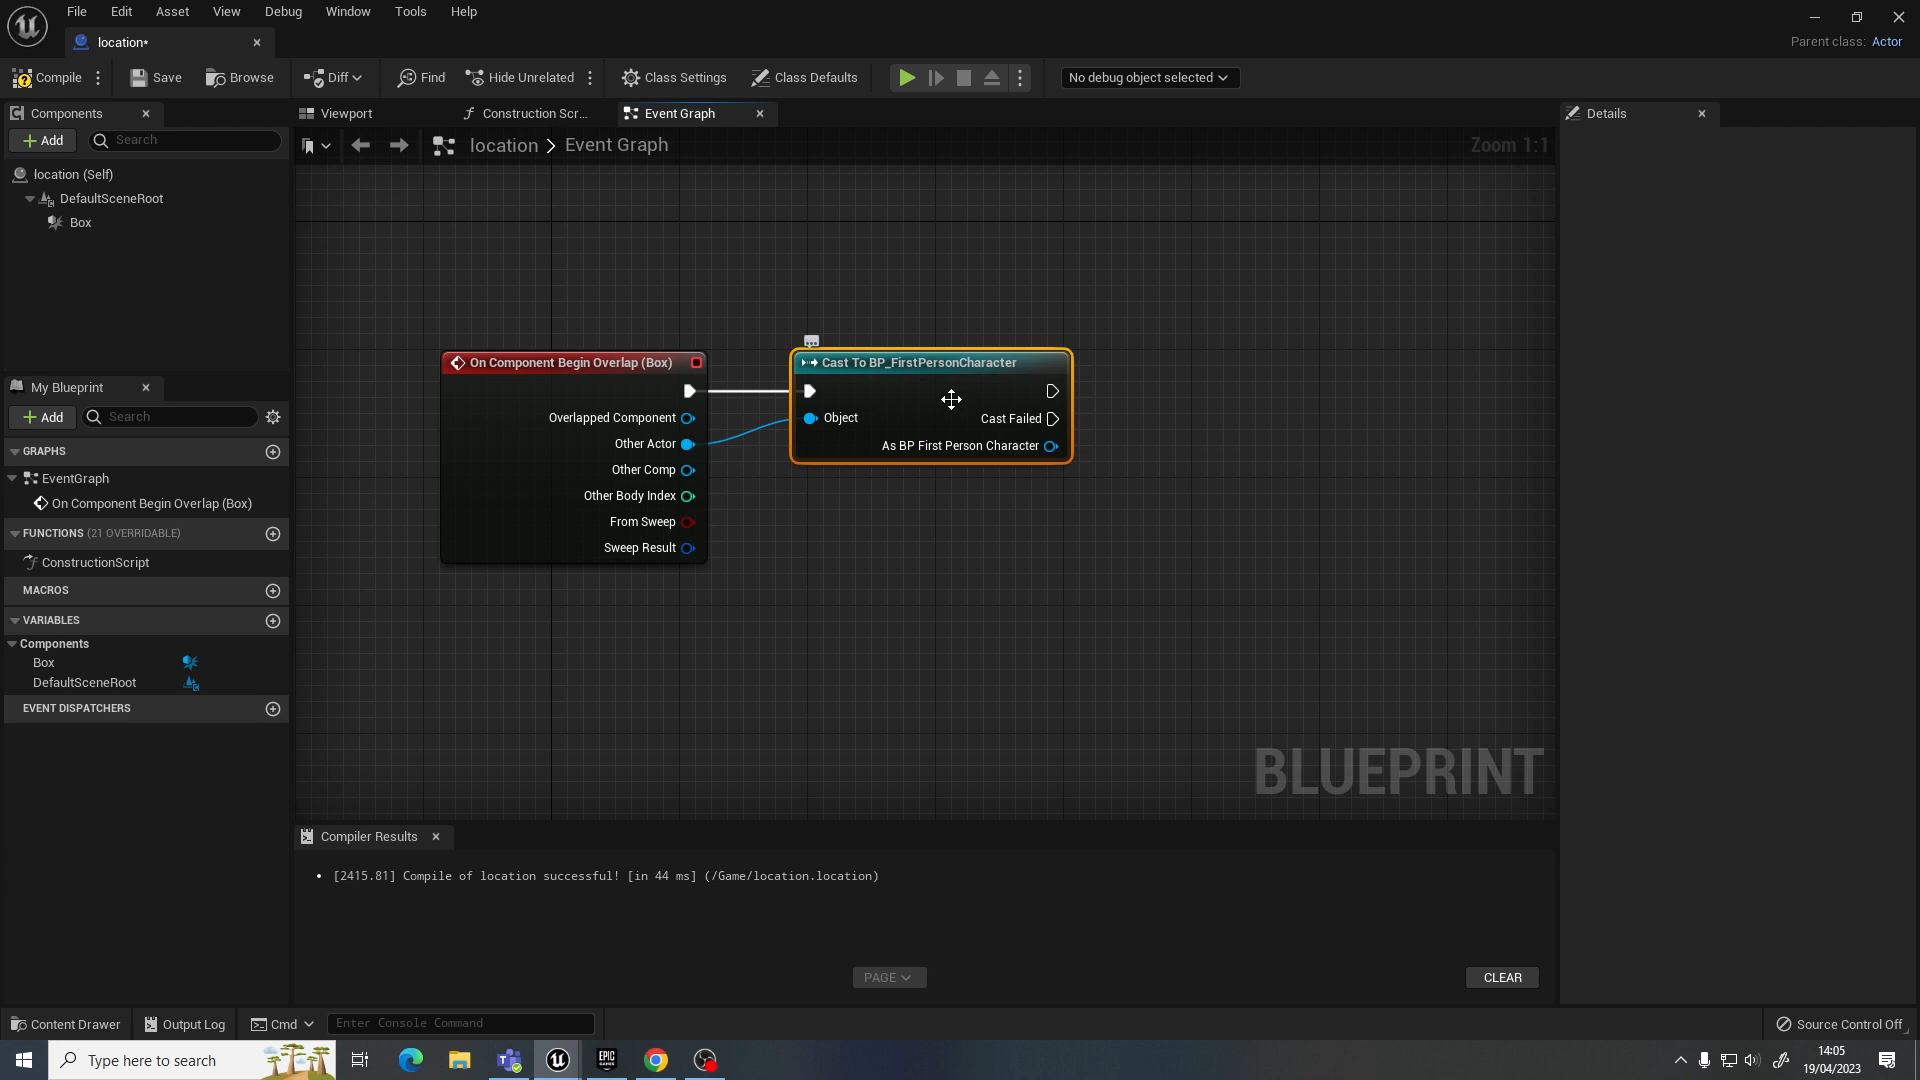 File Edit Asset View Debug Window Tools Help
location*
Parent class: Actor
Compile Save Browse Diff Find Hide Unrelated Class Settings Class Defaults No debug object selected
Components
Viewport Construction Scr... Event Graph
Details
Add Search
location > Event Graph
Zoom 1:1
location (Self)
DefaultSceneRoot
Box
On Component Begin Overlap (Box)
Overlapped Component
Other Actor
Other Comp
Other Body Index
From Sweep
Sweep Result
Cast To BP_FirstPersonCharacter
Object
Cast Failed
As BP First Person Character
My Blueprint
Add Search
GRAPHS
EventGraph
On Component Begin Overlap (Box)
FUNCTIONS (21 OVERRIDABLE)
ConstructionScript
MACROS
VARIABLES
Components
Box
DefaultSceneRoot
EVENT DISPATCHERS
BLUEPRINT
Compiler Results
• [2415.81] Compile of location successful! [in 44 ms] (/Game/location.location)
PAGE
CLEAR
Content Drawer Output Log Cmd Enter Console Command Source Control Off
Type here to search
EPIC GAMES
14:05
19/04/2023